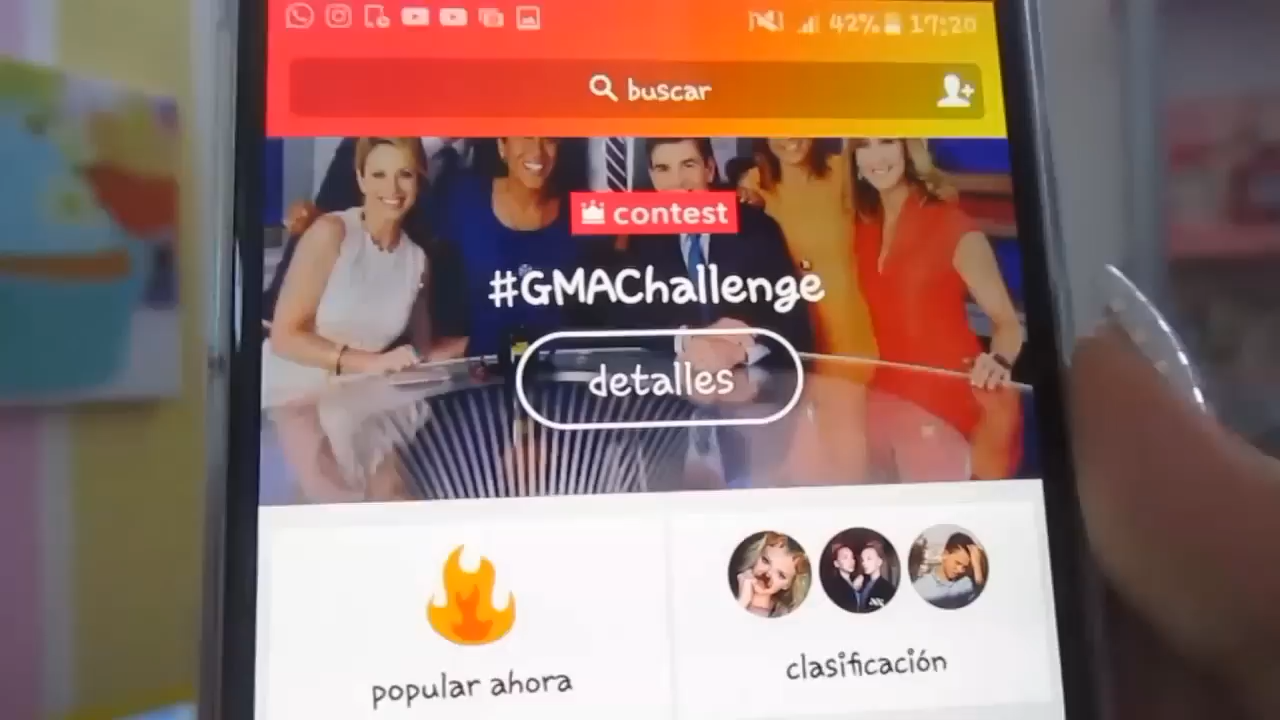 42% 17:20
buscar
contest
#GMAChallenge
detalles
popular ahora
clasificación